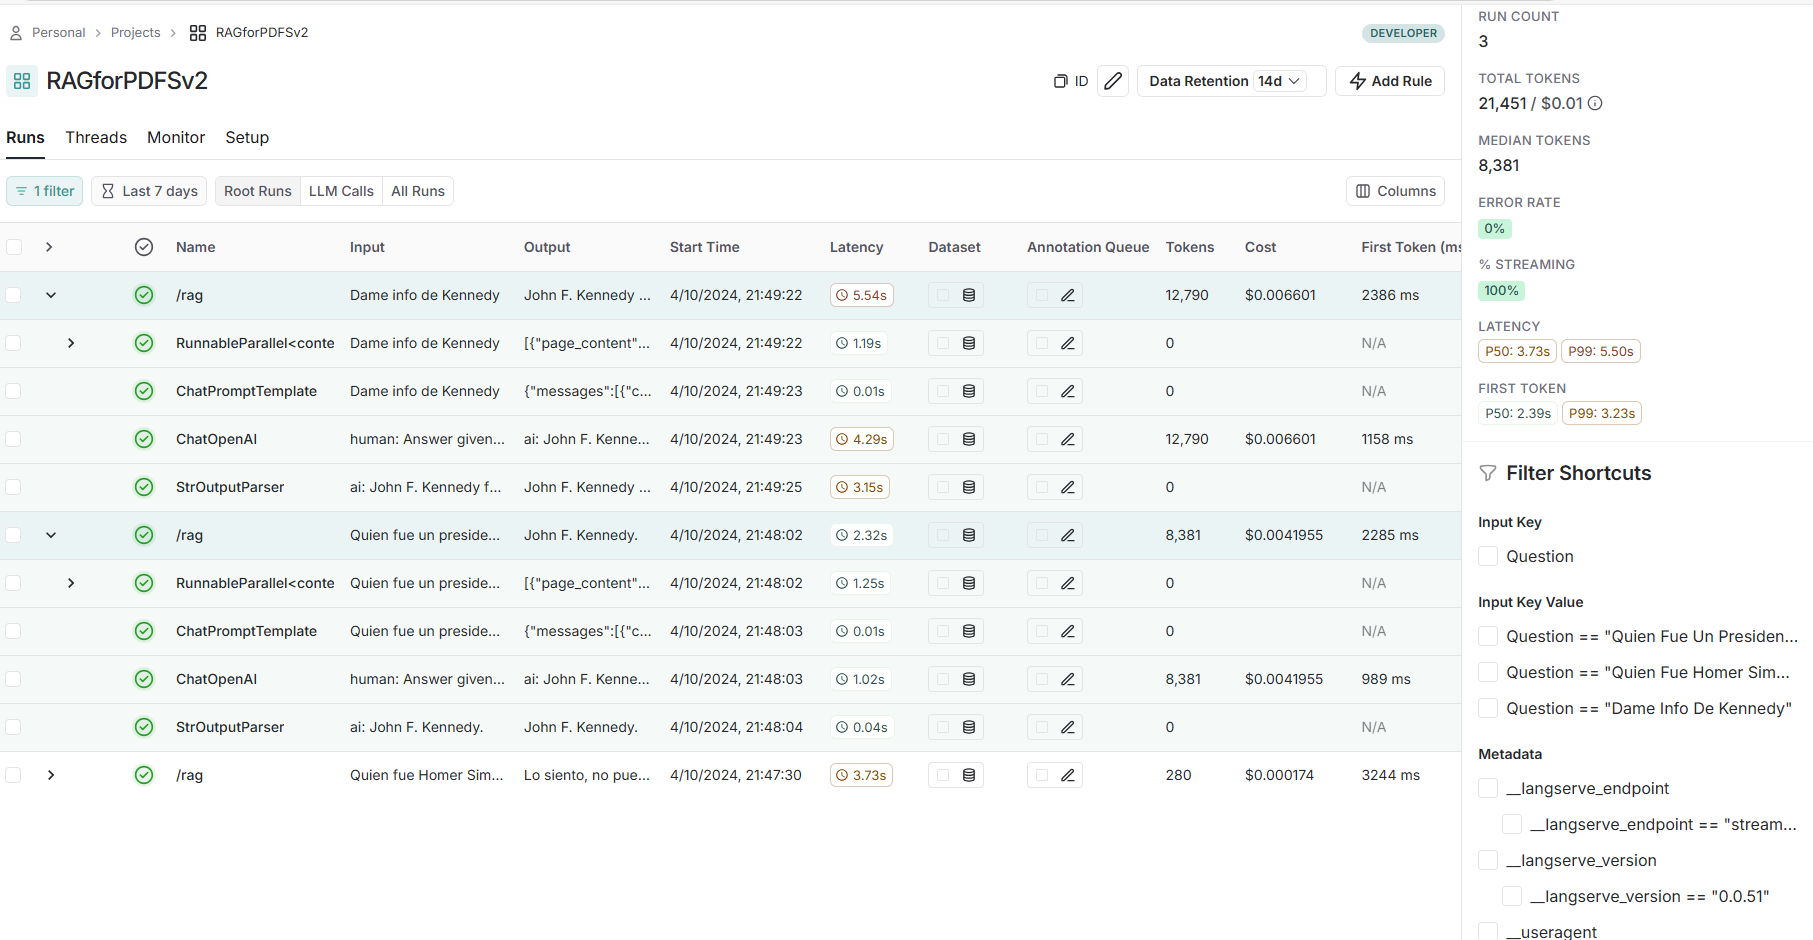 Personal > Projects > RAGforPDFSv2
DEVELOPER
RAGforPDFSv2
ID
Data Retention 14d
Add Rule
Runs Threads Monitor Setup
1 filter Last 7 days Root Runs LLM Calls All Runs
Columns
Name Input Output Start Time Latency Dataset Annotation Queue Tokens Cost First Token (ms
/rag Dame info de Kennedy John F. Kennedy ... 4/10/2024, 21:49:22 5.54s 12,790 $0.006601 2386 ms
RunnableParallel<conte Dame info de Kennedy [{"page_content"... 4/10/2024, 21:49:22 1.19s 0 N/A
ChatPromptTemplate Dame info de Kennedy {"messages":[{"c... 4/10/2024, 21:49:23 0.01s 0 N/A
ChatOpenAI human: Answer given... ai: John F. Kenne... 4/10/2024, 21:49:23 4.29s 12,790 $0.006601 1158 ms
StrOutputParser ai: John F. Kennedy f... John F. Kennedy ... 4/10/2024, 21:49:25 3.15s 0 N/A
/rag Quien fue un preside... John F. Kennedy. 4/10/2024, 21:48:02 2.32s 8,381 $0.0041955 2285 ms
RunnableParallel<conte Quien fue un preside... [{"page_content"... 4/10/2024, 21:48:02 1.25s 0 N/A
ChatPromptTemplate Quien fue un preside... {"messages":[{"c... 4/10/2024, 21:48:03 0.01s 0 N/A
ChatOpenAI human: Answer given... ai: John F. Kenne... 4/10/2024, 21:48:03 1.02s 8,381 $0.0041955 989 ms
StrOutputParser ai: John F. Kennedy. John F. Kennedy. 4/10/2024, 21:48:04 0.04s 0 N/A
/rag Quien fue Homer Sim... Lo siento, no pue... 4/10/2024, 21:47:30 3.73s 280 $0.000174 3244 ms
RUN COUNT
3
TOTAL TOKENS
21,451 / $0.01
MEDIAN TOKENS
8,381
ERROR RATE
0%
% STREAMING
100%
LATENCY
P50: 3.73s P99: 5.50s
FIRST TOKEN
P50: 2.39s P99: 3.23s
Filter Shortcuts
Input Key
Question
Input Key Value
Question == "Quien Fue Un Presiden...
Question == "Quien Fue Homer Sim...
Question == "Dame Info De Kennedy"
Metadata
__langserve_endpoint
__langserve_endpoint == "stream...
__langserve_version
__langserve_version == "0.0.51"
__useragent